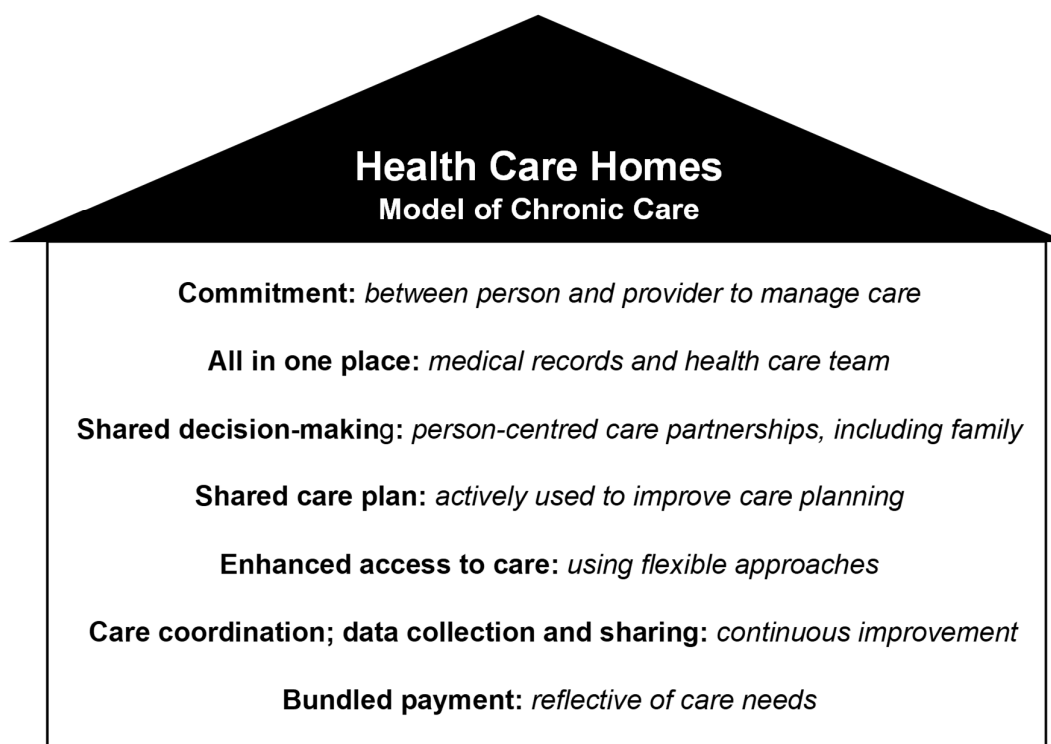 Health Care Homes
Model of Chronic Care
Commitment: between person and provider to manage care
All in one place: medical records and health care team
Shared decision-making: person-centred care partnerships, including family
Shared care plan: actively used to improve care planning
Enhanced access to care: using flexible approaches
Care coordination; data collection and sharing: continuous improvement
Bundled payment: reflective of care needs